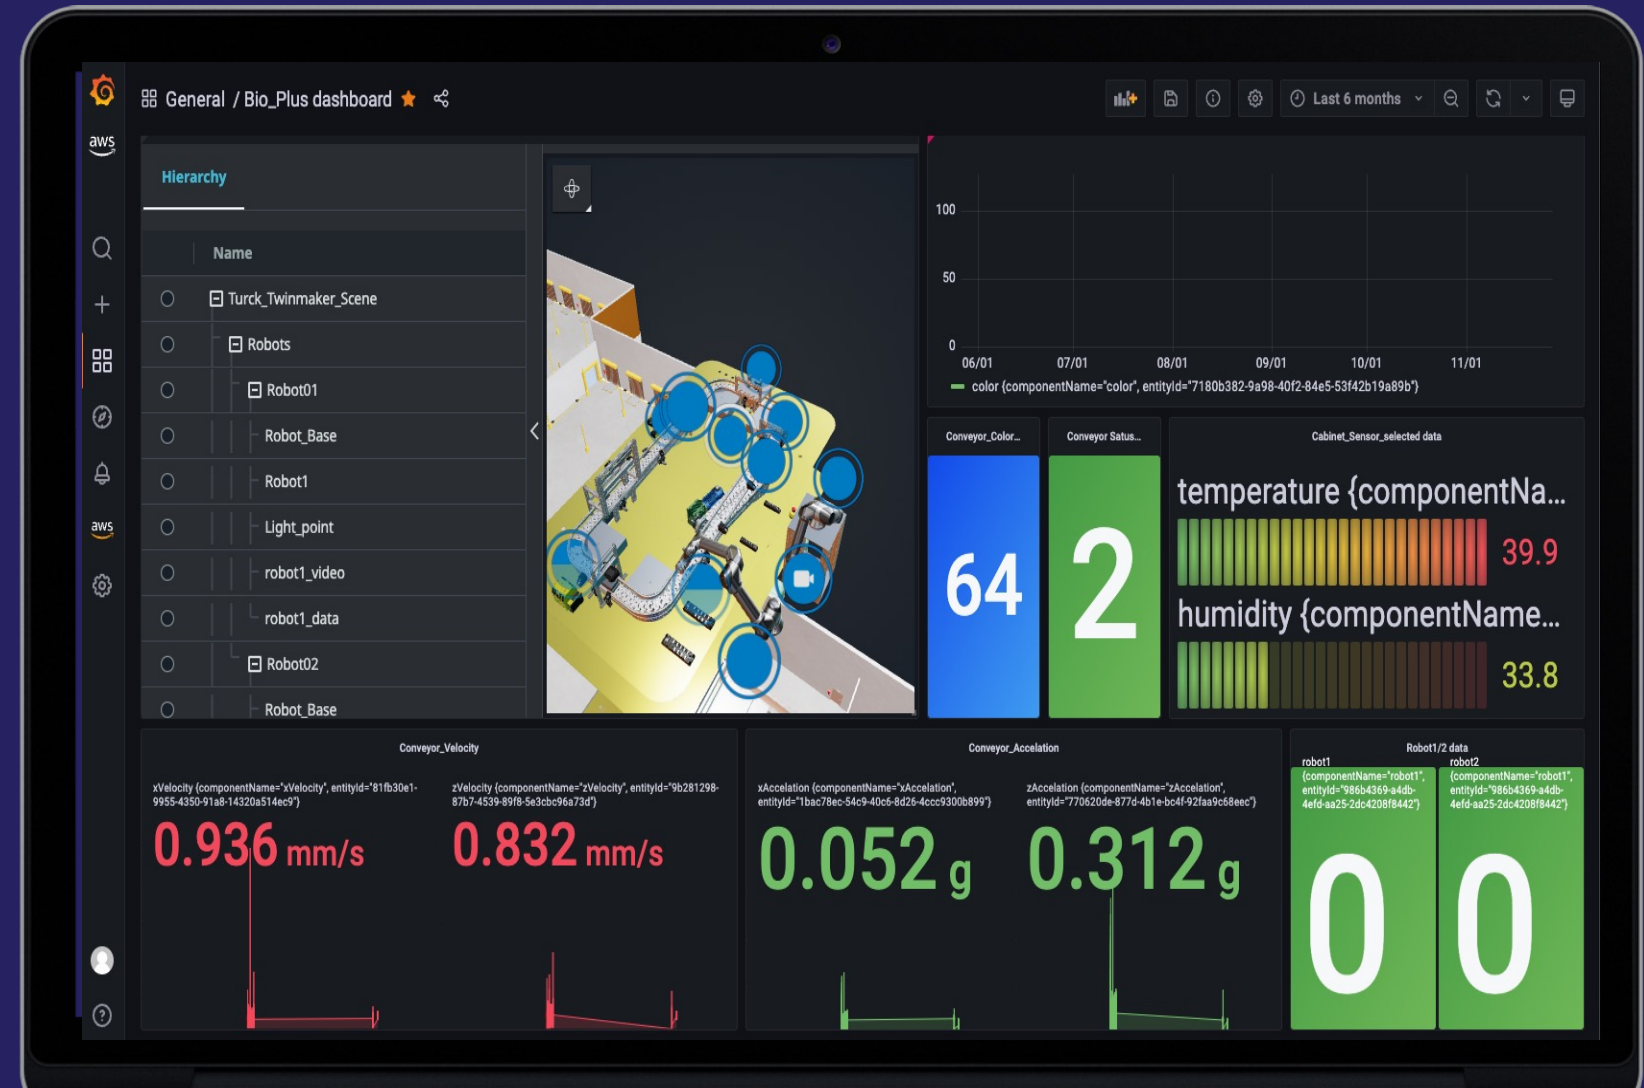 General / Bio_Plus dashboard
Last 6 months
aws
aws
Hierarchy
Name
Turck_Twinmaker_Scene
Robots
Robot01
Robot_Base
Robot1
Light_point
robot1_video
robot1_data
Robot02
Robot_Base
100
50
0
06/01 07/01 08/01 09/01 10/01 11/01
color {componentName="color", entityId="7180b382-9a98-40f2-84e5-53f42b19a89b"}
Conveyor_Color...
64
Conveyor Satus...
2
Cabinet_Sensor_selected data
temperature {componentNa...
39.9
humidity {componentName...
33.8
Conveyor_Velocity
xVelocity {componentName="xVelocity", entityId="81fb30e1-
9955-4350-91a8-14320a514ec9"}
0.936 mm/s
zVelocity {componentName="zVelocity", entityId="9b281298-
87b7-4539-89f8-5e3cbc96a73d"}
0.832 mm/s
Conveyor_Accelation
xAccelation {componentName="xAccelation",
entityId="1bac78ec-54c9-40c6-8d26-4ccc9300b899"}
0.052 g
zAccelation {componentName="zAccelation",
entityId="770620de-877d-4b1e-bc4f-92faa9c68eec"}
0.312 g
Robot1/2 data
robot1
{componentName="robot1",
entityId="986b4369-a4db-
4efd-aa25-2dc4208f8442"}
0
robot2
{componentName="robot1",
entityId="986b4369-a4db-
4efd-aa25-2dc4208f8442"}
0